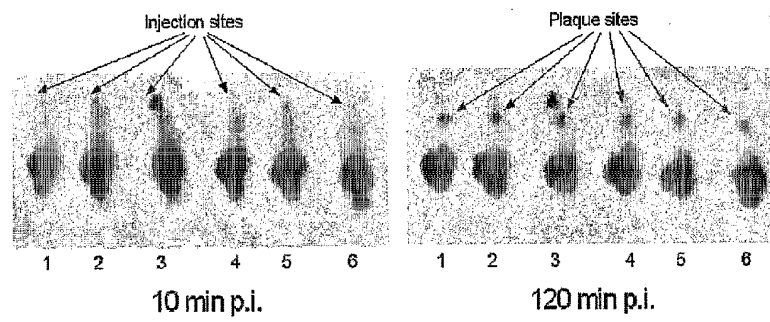 Injection sites
Plaque sites
1 2 3 4 5 6
1 2 3 4 5 6
10 min p.i.
120 min p.i.